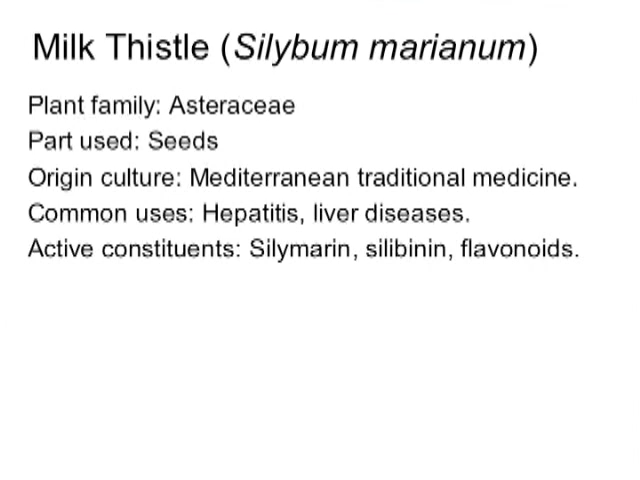 Milk Thistle (Silybum marianum)
Plant family: Asteraceae
Part used: Seeds
Origin culture: Mediterranean traditional medicine.
Common uses: Hepatitis, liver diseases.
Active constituents: Silymarin, silibinin, flavonoids.